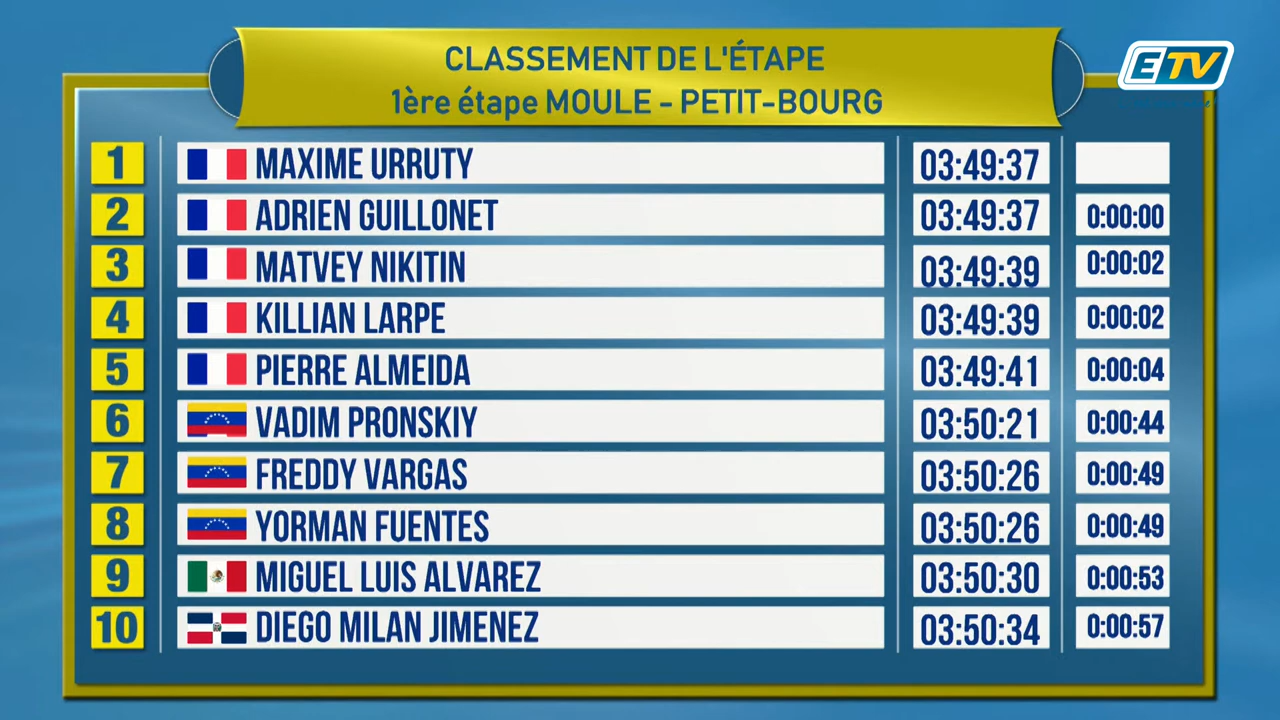 CLASSEMENT DE L'ÉTAPE
1ère étape MOULE - PETIT-BOURG
ETV
1 MAXIME URRUTY 03:49:37
2 ADRIEN GUILLONET 03:49:37 0:00:00
3 MATVEY NIKITIN 03:49:39 0:00:02
4 KILLIAN LARPE 03:49:39 0:00:02
5 PIERRE ALMEIDA 03:49:41 0:00:04
6 VADIM PRONSKIY 03:50:21 0:00:44
7 FREDDY VARGAS 03:50:26 0:00:49
8 YORMAN FUENTES 03:50:26 0:00:49
9 MIGUEL LUIS ALVAREZ 03:50:30 0:00:53
10 DIEGO MILAN JIMENEZ 03:50:34 0:00:57